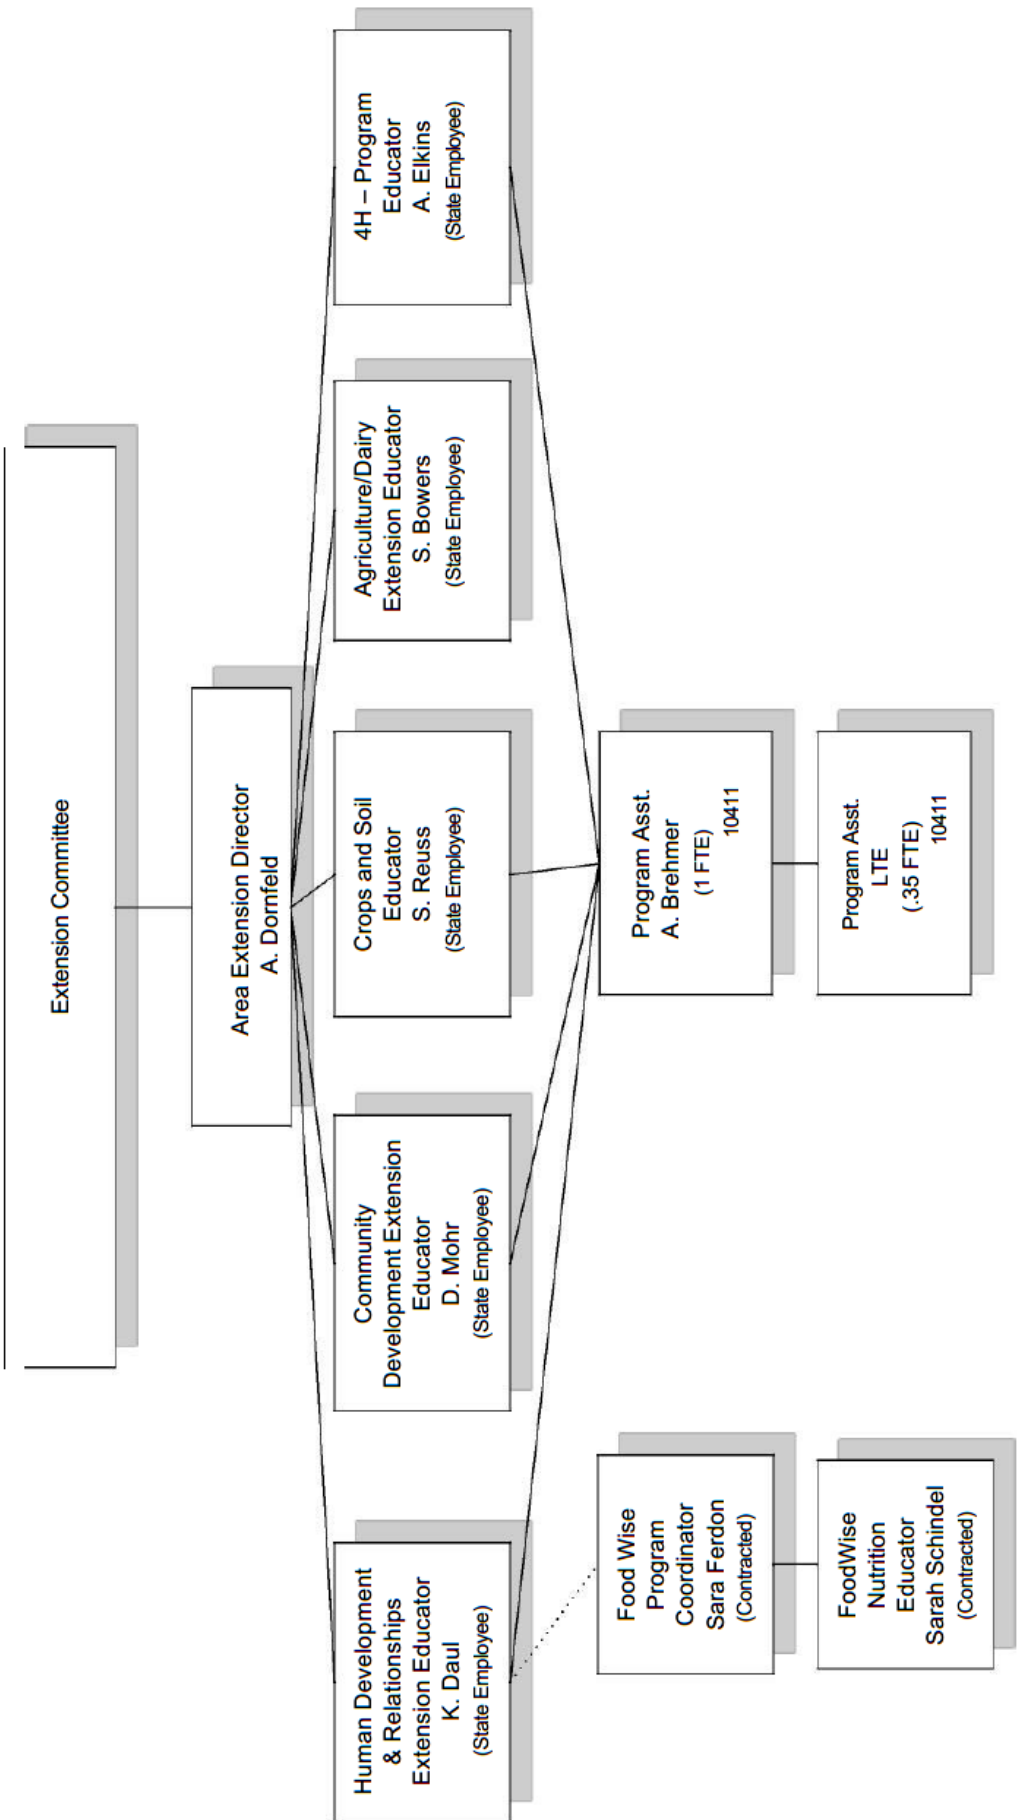 Extension Committee
Area Extension Director
A. Dornfeld
Human Development
& Relationships
Extension Educator
K. Daul
(State Employee)
Community
Development Extension
Educator
D. Mohr
(State Employee)
Crops and Soil
Educator
S. Reuss
(State Employee)
Agriculture/Dairy
Extension Educator
S. Bowers
(State Employee)
4H – Program
Educator
A. Elkins
(State Employee)
Food Wise
Program
Coordinator
Sara Ferdon
(Contracted)
Program Asst.
A. Brehmer
(1 FTE)
10411
FoodWise
Nutrition
Educator
Sarah Schindel
(Contracted)
Program Asst.
LTE
(.35 FTE)
10411